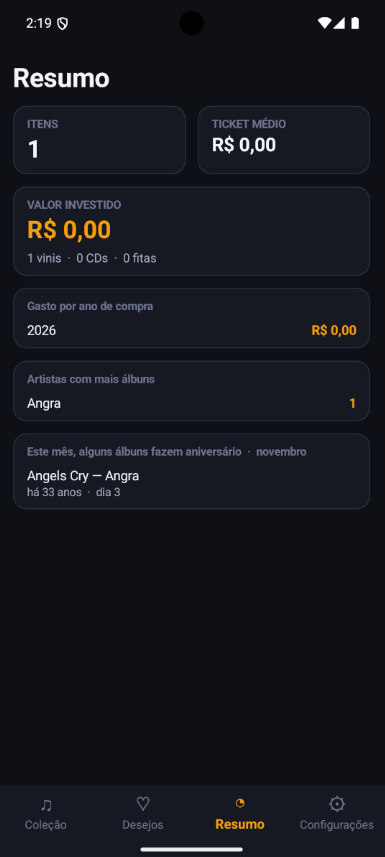 2:19
Resumo
ITENS
1
TICKET MÉDIO
R$ 0,00
VALOR INVESTIDO
R$ 0,00
1 vinis · 0 CDs · 0 fitas
Gasto por ano de compra
2026 R$ 0,00
Artistas com mais álbuns
Angra 1
Este mês, alguns álbuns fazem aniversário · novembro
Angels Cry — Angra
há 33 anos · dia 3
Coleção Desejos Resumo Configurações